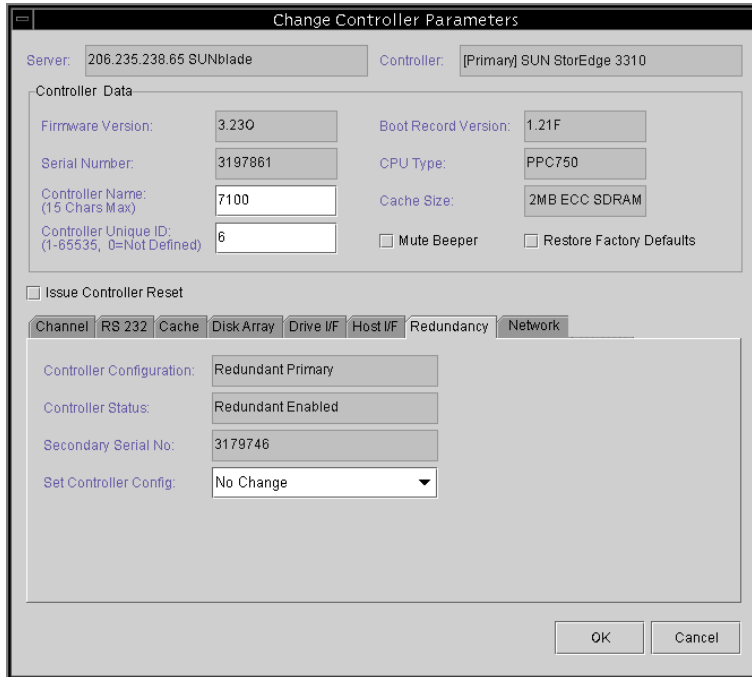 Change Controller Parameters
Server: 206.235.238.65 SUNblade Controller: [Primary] SUN StorEdge 3310
Controller Data
Firmware Version: 3.23O Boot Record Version: 1.21F
Serial Number: 3197861 CPU Type: PPC750
Controller Name: (15 Chars Max) 7100 Cache Size: 2MB ECC SDRAM
Controller Unique ID: (1-65535, 0=Not Defined) 6 Mute Beeper Restore Factory Defaults
Issue Controller Reset
Channel RS 232 Cache Disk Array Drive I/F Host I/F Redundancy Network
Controller Configuration: Redundant Primary
Controller Status: Redundant Enabled
Secondary Serial No: 3179746
Set Controller Config: No Change
OK Cancel